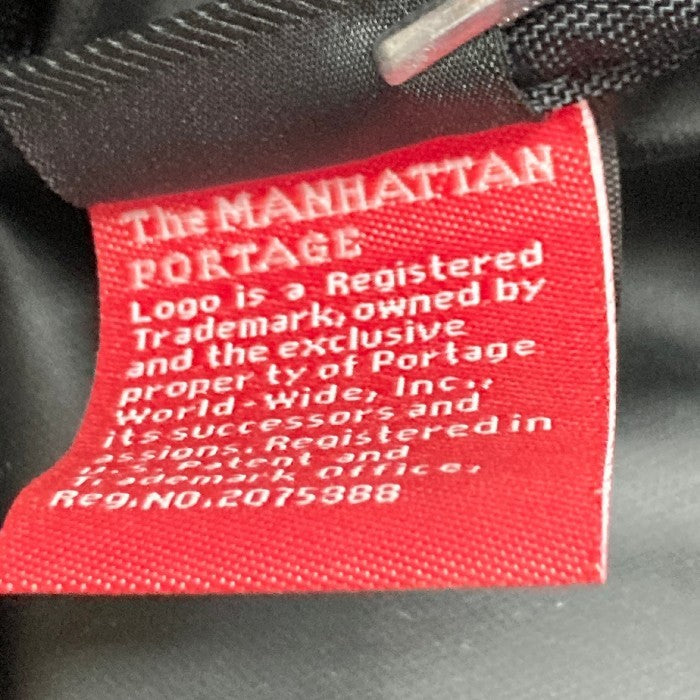 The MANHATTAN
PORTAGE
Logo is a Registered
Trademark, owned by
and the exclusive
property of Portage
World-Wide, Inc.,
its successors and
assions. Registered in
U.S. Patent and
Trademark Office,
Reg.NO.2075888